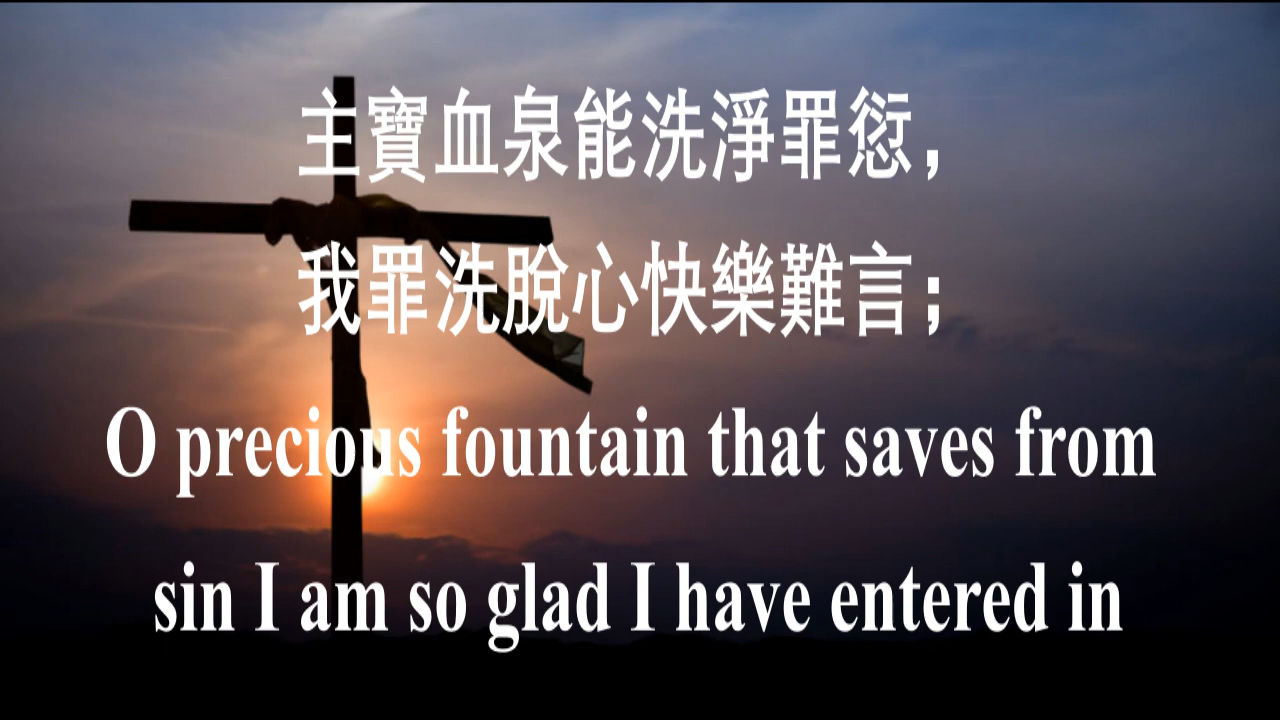 主寶血泉能洗淨罪愆，
我罪洗脫心快樂難言；
O precious fountain that saves from
sin I am so glad I have entered in